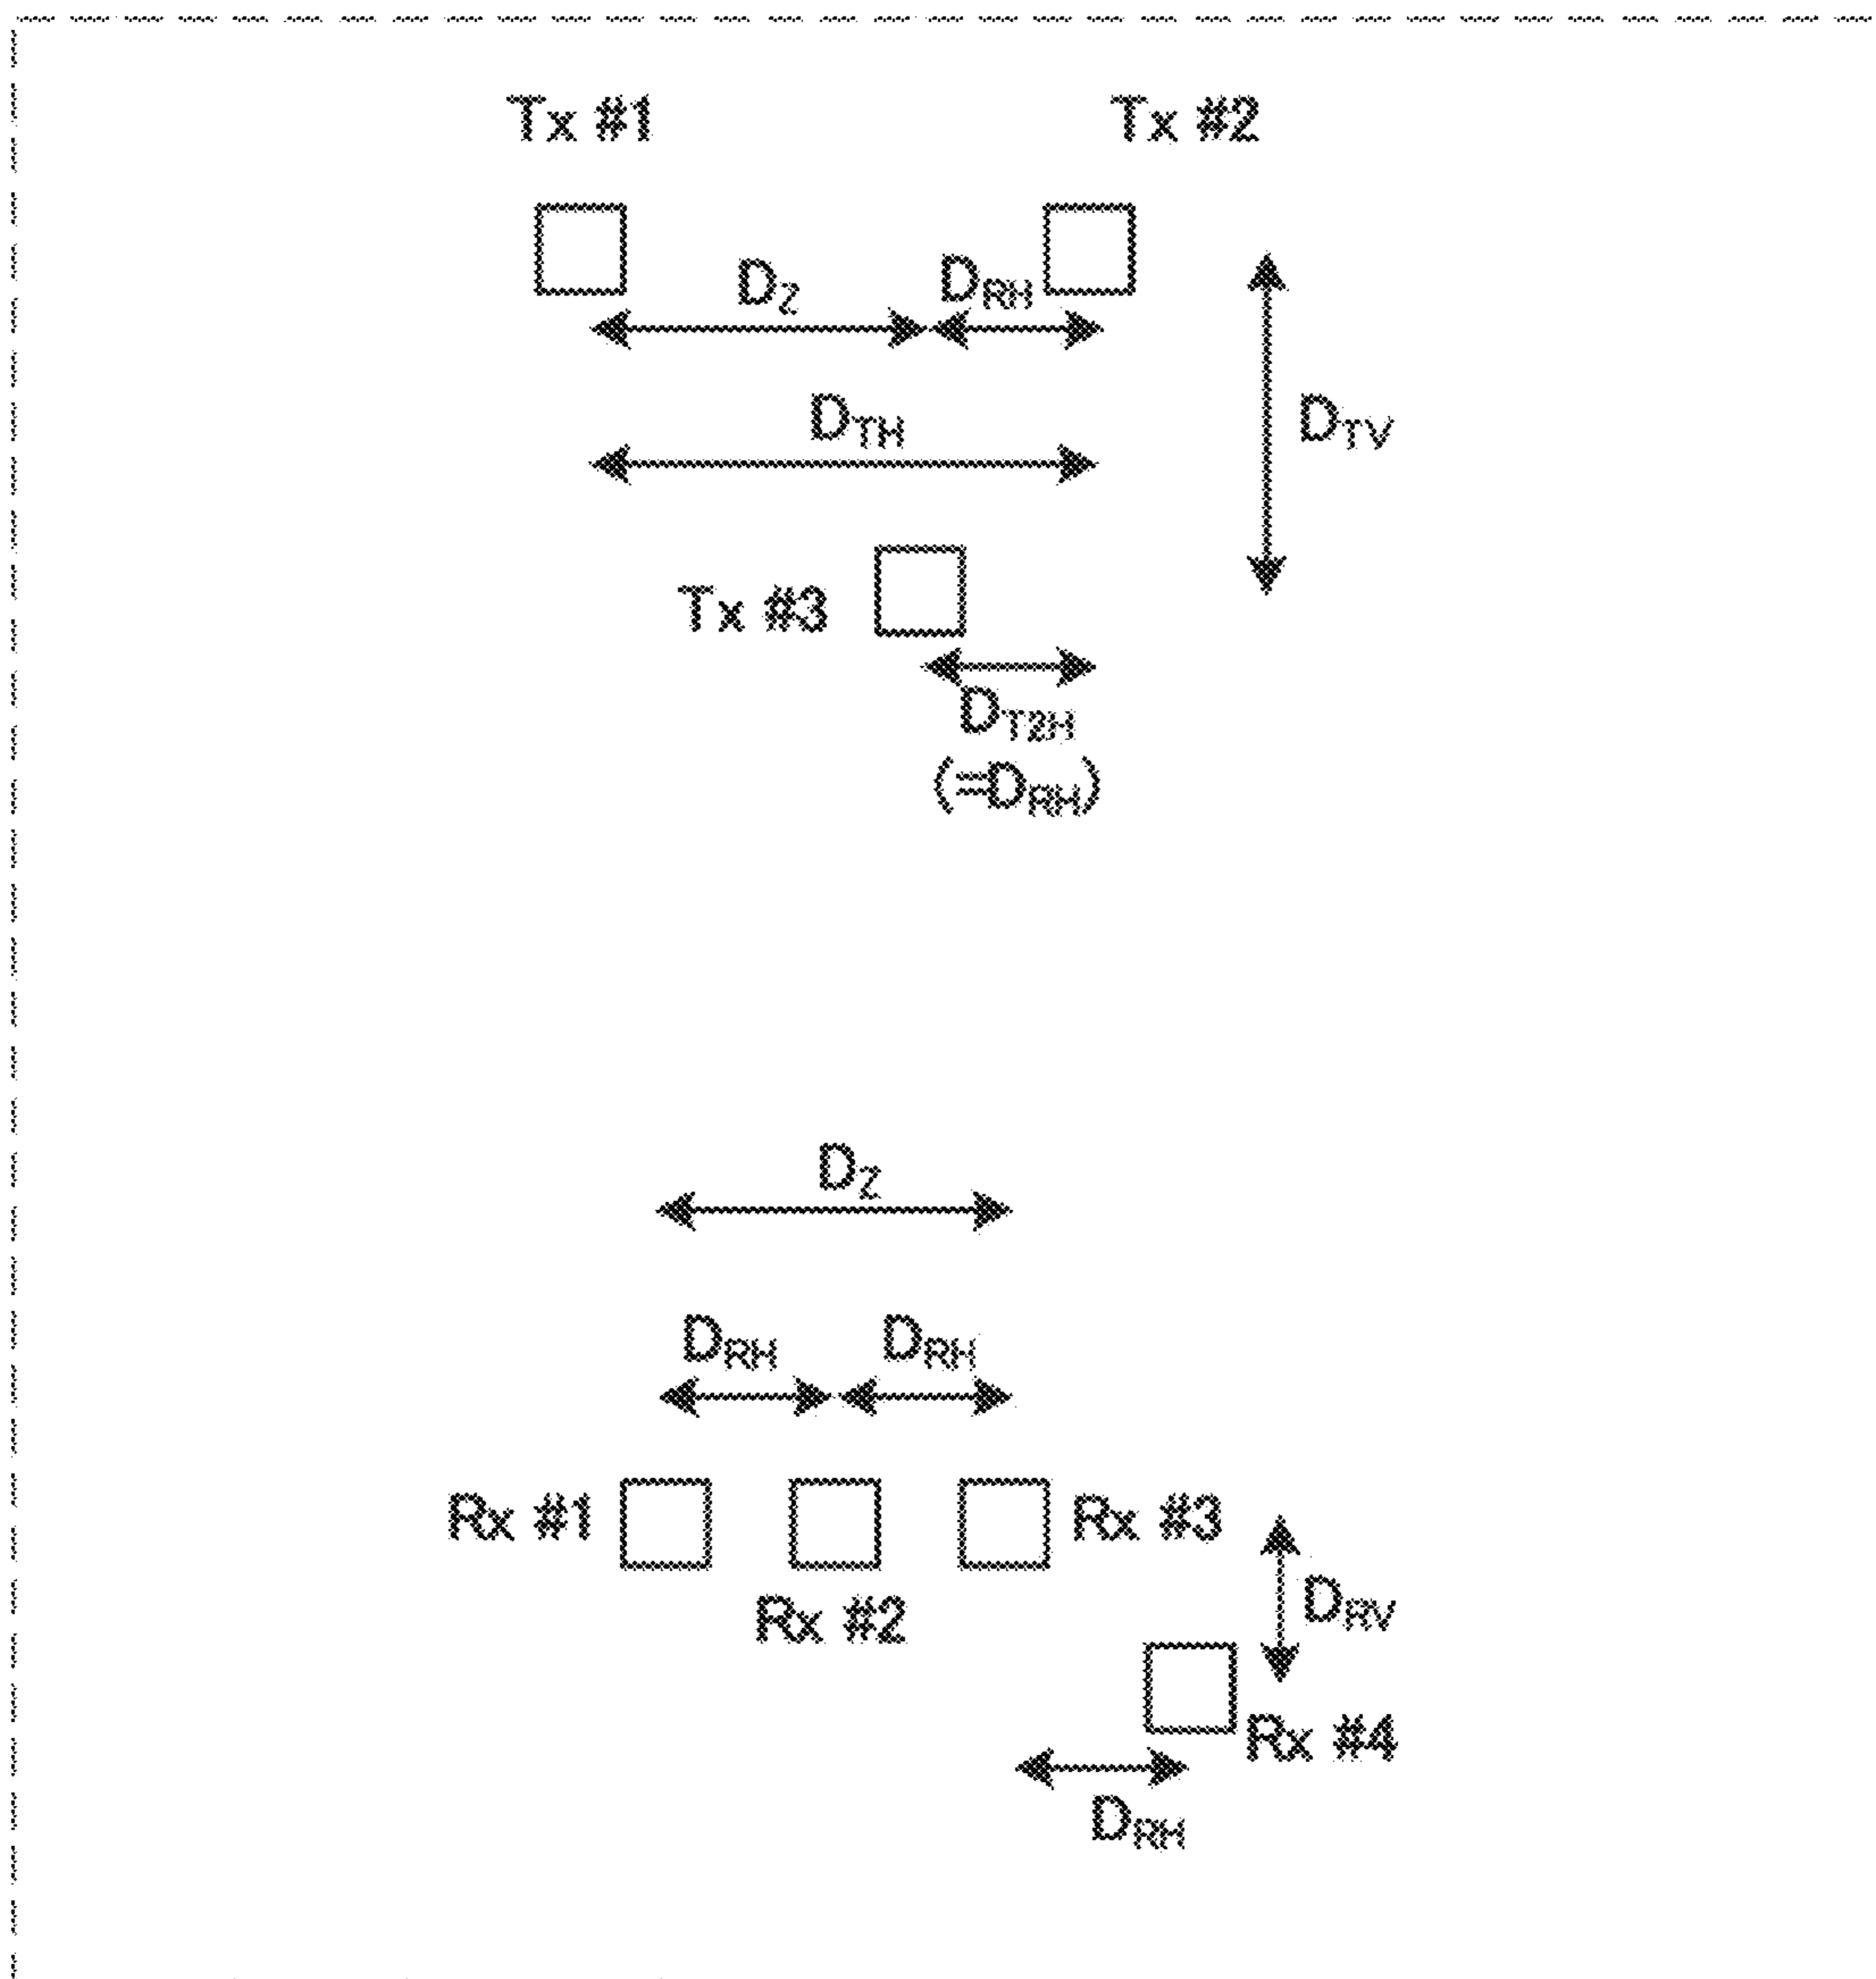 Tx #1
Tx #2
DZ
DRH
DTH
DTV
Tx #3
DT2H
(=DRH)
DZ
DRH
DRH
Rx #1
Rx #3
Rx #2
DRV
Rx #4
DRH